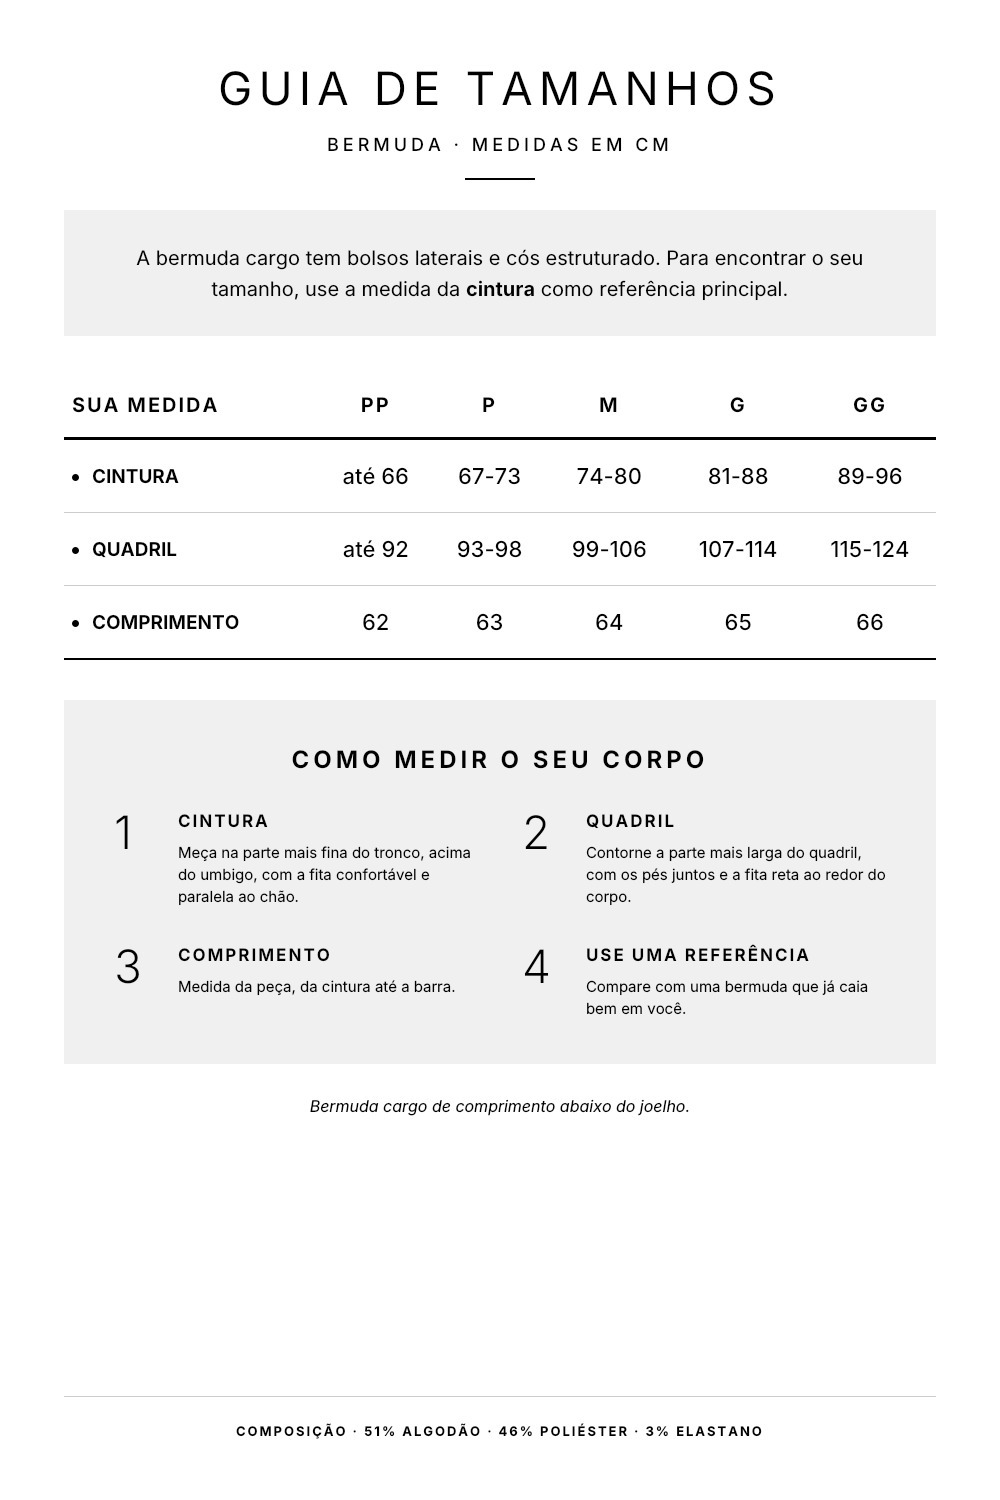 GUIA DE TAMANHOS
BERMUDA · MEDIDAS EM CM
A bermuda cargo tem bolsos laterais e cós estruturado. Para encontrar o seu
tamanho, use a medida da cintura como referência principal.
SUA MEDIDA PP P M G GG
• CINTURA até 66 67-73 74-80 81-88 89-96
• QUADRIL até 92 93-98 99-106 107-114 115-124
• COMPRIMENTO 62 63 64 65 66
COMO MEDIR O SEU CORPO
1 CINTURA
Meça na parte mais fina do tronco, acima
do umbigo, com a fita confortável e
paralela ao chão.
2 QUADRIL
Contorne a parte mais larga do quadril,
com os pés juntos e a fita reta ao redor do
corpo.
3 COMPRIMENTO
Medida da peça, da cintura até a barra.
4 USE UMA REFERÊNCIA
Compare com uma bermuda que já caia
bem em você.
Bermuda cargo de comprimento abaixo do joelho.
COMPOSIÇÃO · 51% ALGODÃO · 46% POLIÉSTER · 3% ELASTANO